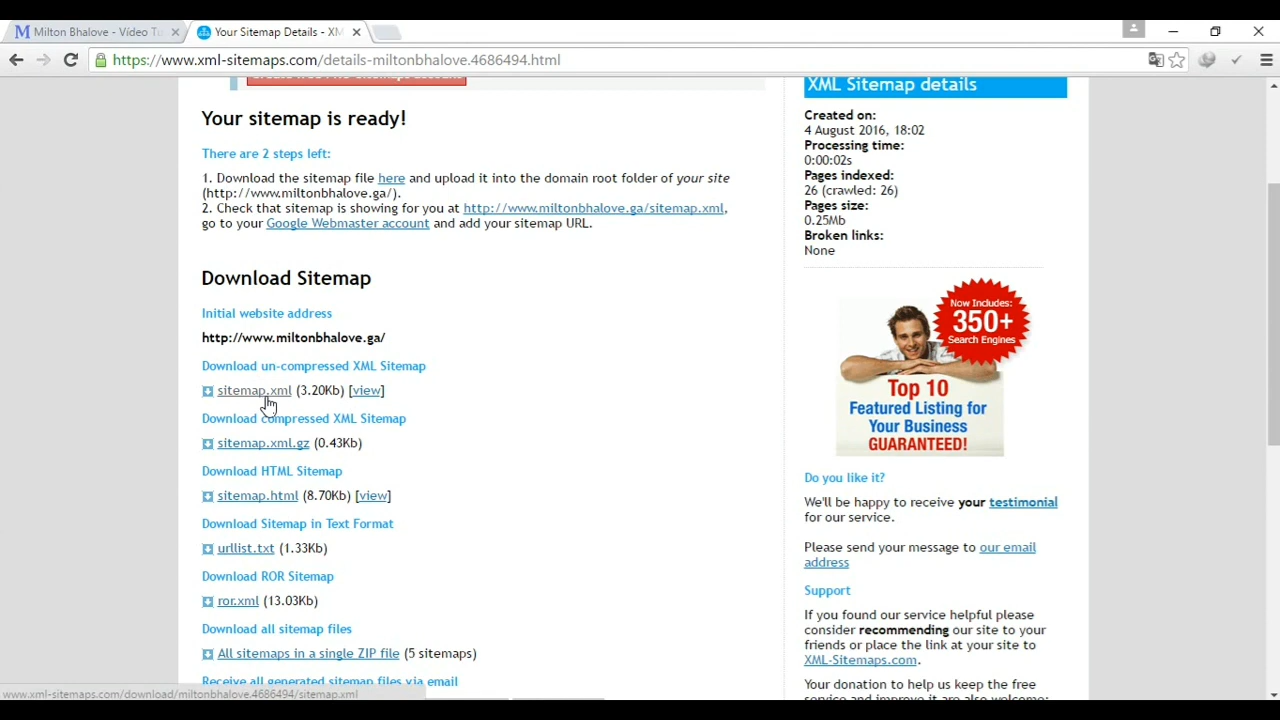 Milton Bhalove - Vídeo Tu
Your Sitemap Details - XM
https://www.xml-sitemaps.com/details-miltonbhalove.4686494.html
Your sitemap is ready!
There are 2 steps left:
1. Download the sitemap file here and upload it into the domain root folder of your site
(http://www.miltonbhalove.ga/).
2. Check that sitemap is showing for you at http://www.miltonbhalove.ga/sitemap.xml,
go to your Google Webmaster account and add your sitemap URL.
Download Sitemap
Initial website address
http://www.miltonbhalove.ga/
Download un-compressed XML Sitemap
sitemap.xml (3.20Kb) [view]
Download compressed XML Sitemap
sitemap.xml.gz (0.43Kb)
Download HTML Sitemap
sitemap.html (8.70Kb) [view]
Download Sitemap in Text Format
urllist.txt (1.33Kb)
Download ROR Sitemap
ror.xml (13.03Kb)
Download all sitemap files
All sitemaps in a single ZIP file (5 sitemaps)
Receive all generated sitemap files via email
www.xml-sitemaps.com/download/miltonbhalove.4686494/sitemap.xml
XML Sitemap details
Created on:
4 August 2016, 18:02
Processing time:
0:00:02s
Pages indexed:
26 (crawled: 26)
Pages size:
0.25Mb
Broken links:
None
Now Includes:
350+
Search Engines
Top 10
Featured Listing for
Your Business
GUARANTEED!
Do you like it?
We'll be happy to receive your testimonial
for our service.
Please send your message to our email
address
Support
If you found our service helpful please
consider recommending our site to your
friends or place the link at your site to
XML-Sitemaps.com.
Your donation to help us keep the free
service and improve it are also welcome: